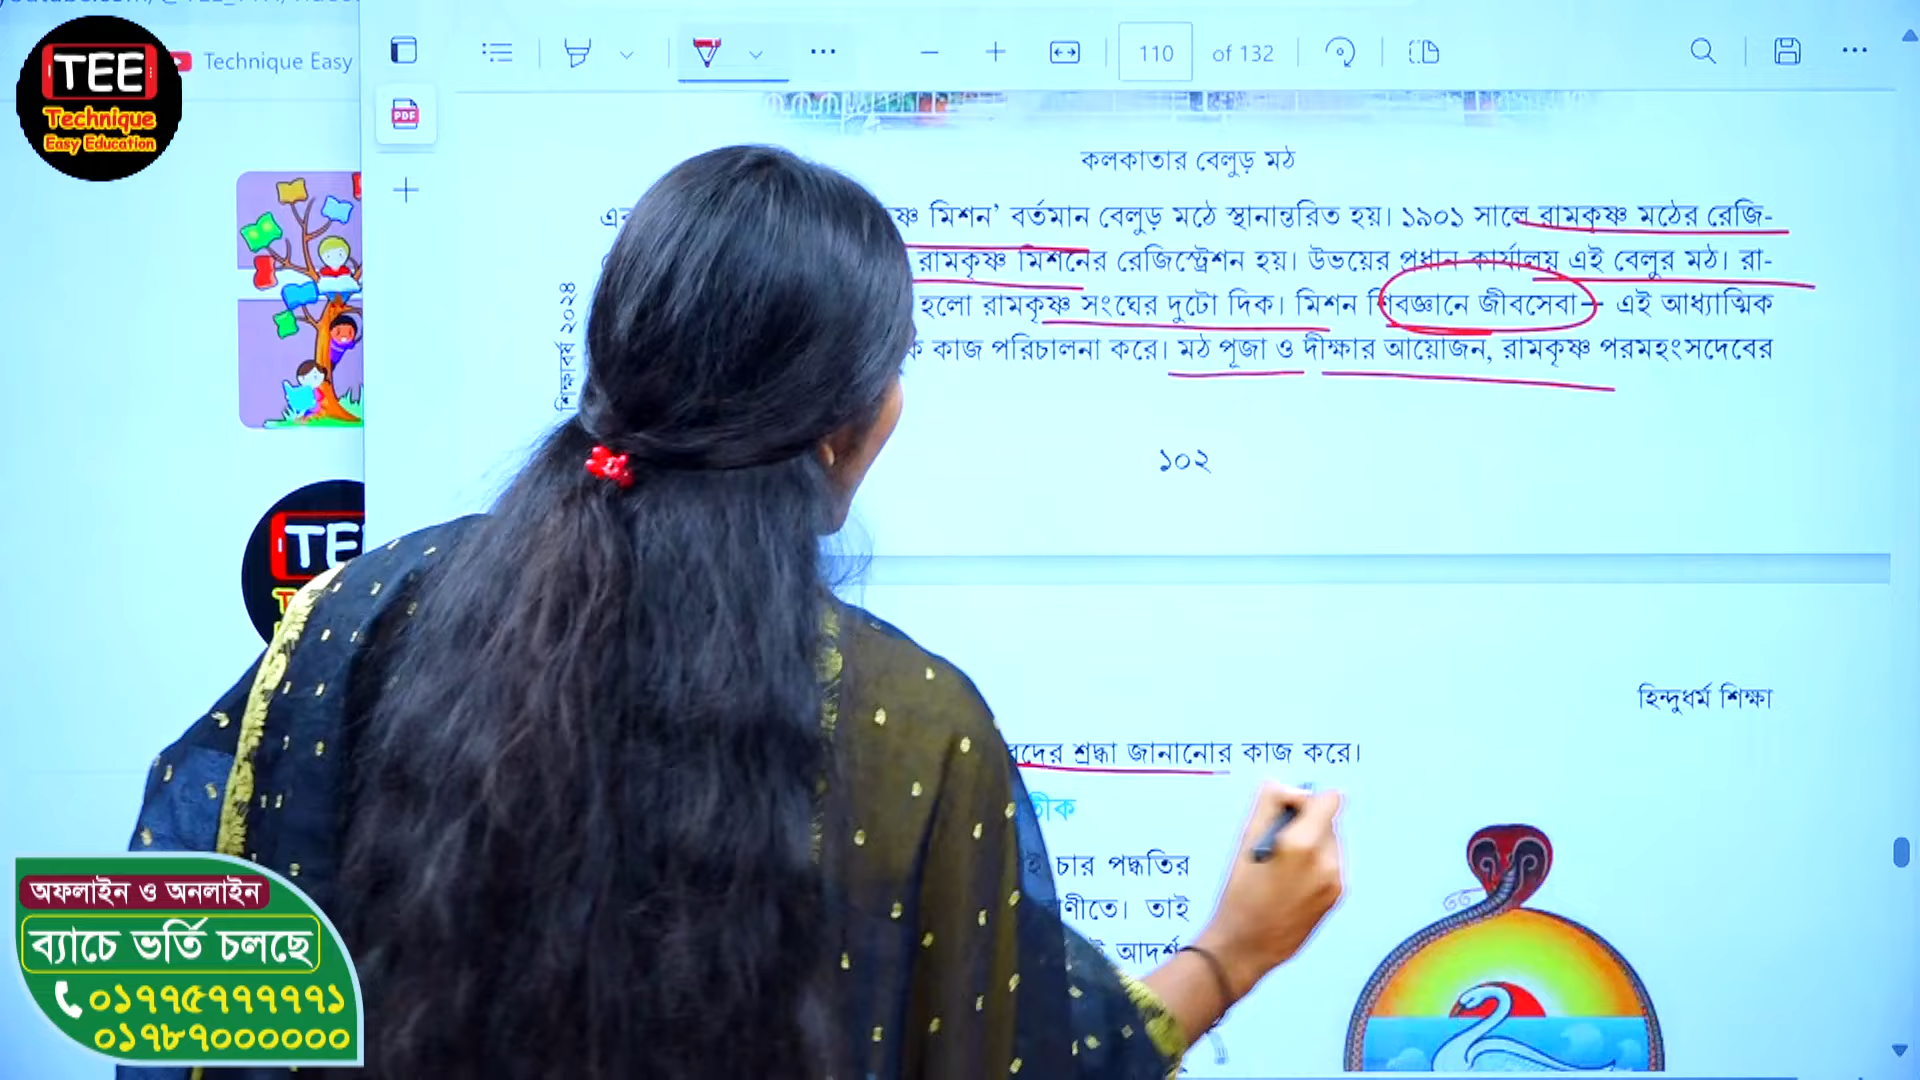 TEE
Technique
Easy Education
Technique Easy
110 of 132
PDF
কলকাতার বেলুড় মঠ
মিশন’ বর্তমান বেলুড় মঠে স্থানান্তরিত হয়। ১৯০১ সালে রামকৃষ্ণ মঠের রেজি-
রামকৃষ্ণ মিশনের রেজিস্ট্রেশন হয়। উভয়ের প্রধান কার্যালয় এই বেলুর মঠ। রা-
হলো রামকৃষ্ণ সংঘের দুটো দিক। মিশন শিবজ্ঞানে জীবসেবা– এই আধ্যাত্মিক
কাজ পরিচালনা করে। মঠ পূজা ও দীক্ষার আয়োজন, রামকৃষ্ণ পরমহংসদেবের
শিক্ষাবর্ষ ২০২৪
১০২
হিন্দুধর্ম শিক্ষা
শ্রদ্ধা জানানোর কাজ করে।
চার পদ্ধতির
তাই
আদর্শ
অফলাইন ও অনলাইন
ব্যাচে ভর্তি চলছে
০১৭৭৫৭৭৭৭৭১
০১৭৮৭০০০০০০